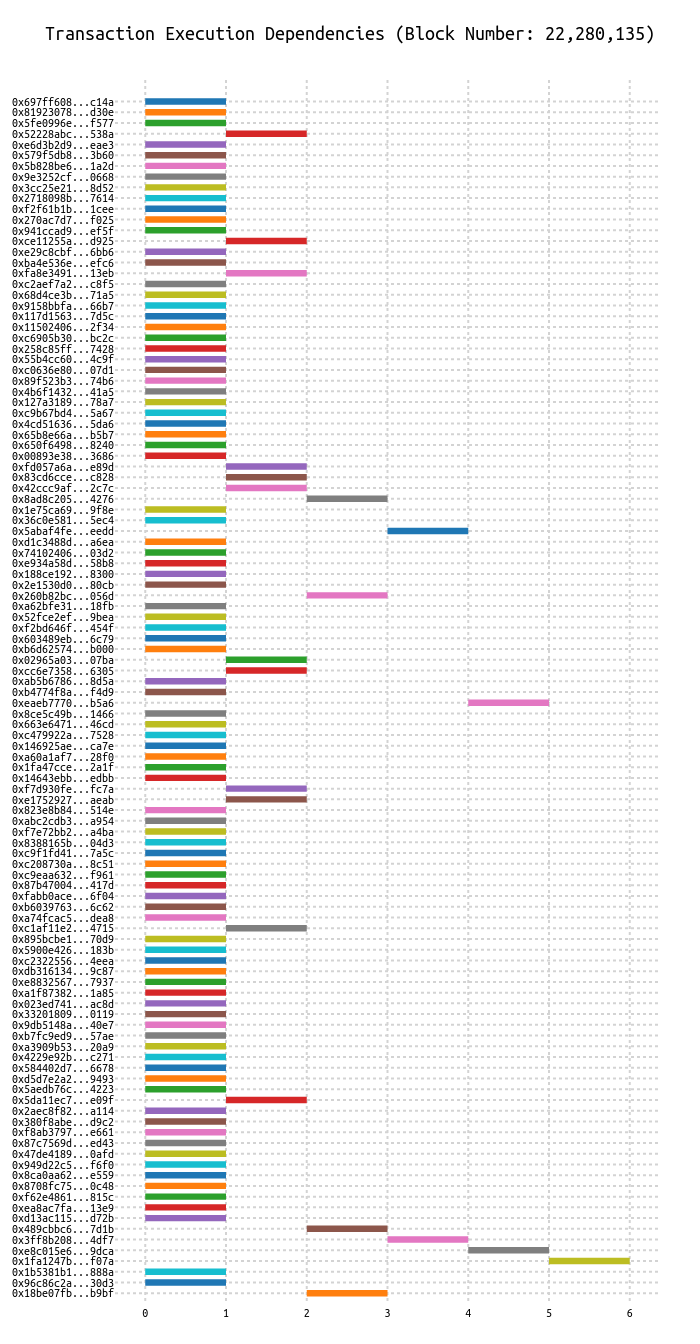 Transaction Execution Dependencies (Block Number: 22,280,135)
0x697ff608...c14a
0x81923078...d30e
0x5fe0996e...f577
0x52228abc...538a
0xe6d3b2d9...eae3
0x579f5db8...3b60
0x5b828be6...1a2d
0x9e3252cf...0668
0x3cc25e21...8d52
0x2718098b...7614
0xf2f61b1b...1cee
0x270ac7d7...f025
0x941ccad9...ef5f
0xce11255a...d925
0xe29c8cbf...6bb6
0xba4e536e...efc6
0xfa8e3491...13eb
0xc2aef7a2...c8f5
0x68d4ce3b...71a5
0x9158bbfa...66b7
0x117d1563...7d5c
0x11502406...2f34
0xc6905b30...bc2c
0x258c85ff...7428
0x55b4cc60...4c9f
0xc0636e80...07d1
0x89f523b3...74b6
0x4b6f1432...41a5
0x127a3189...78a7
0xc9b67bd4...5a67
0x4cd51636...5da6
0x65b8e66a...b5b7
0x650f6498...8240
0x00893e38...3686
0xfd057a6a...e89d
0x83cd6cce...c828
0x42ccc9af...2c7c
0x8ad8c205...4276
0x1e75ca69...9f8e
0x36c0e581...5ec4
0x5abaf4fe...eedd
0xd1c3488d...a6ea
0x74102406...03d2
0xe934a58d...58b8
0x188ce192...8300
0x2e1530d0...80cb
0x260b82bc...056d
0xa62bfe31...18fb
0x52fce2ef...9bea
0xf2bd646f...454f
0x603489eb...6c79
0xb6d62574...b000
0x02965a03...07ba
0xcc6e7358...6305
0xab5b6786...8d5a
0xb4774f8a...f4d9
0xeaeb7770...b5a6
0x8ce5c49b...1466
0x663e6471...46cd
0xc479922a...7528
0x146925ae...ca7e
0xa60a1af7...28f0
0x1fa47cce...2a1f
0x14643ebb...edbb
0xf7d930fe...fc7a
0xe1752927...aeab
0x823e8b84...514e
0xabc2cdb3...a954
0xf7e72bb2...a4ba
0x8388165b...04d3
0xc9f1fd41...7a5c
0xc208730a...8c51
0xc9eaa632...f961
0x87b47004...417d
0xfabb0ace...6f04
0xb6039763...6c62
0xa74fcac5...dea8
0xc1af11e2...4715
0x895bcbe1...70d9
0x5900e426...183b
0xc2322556...4eea
0xdb316134...9c87
0xe8832567...7937
0xa1f87382...1a85
0x023ed741...ac8d
0x33201809...0119
0x9db5148a...40e7
0xb7fc9ed9...57ae
0xa3909b53...20a9
0x4229e92b...c271
0x584402d7...6678
0xd5d7e2a2...9493
0x5aedb76c...4223
0x5da11ec7...e09f
0x2aec8f82...a114
0x380f8abe...d9c2
0xf8ab3797...e661
0x87c7569d...ed43
0x47de4189...0afd
0x949d22c5...f6f0
0x8ca0aa62...e559
0x8708fc75...0c48
0xf62e4861...815c
0xea8ac7fa...13e9
0xd13ac115...d72b
0x489cbbc6...7d1b
0x3ff8b208...4df7
0xe8c015e6...9dca
0x1fa1247b...f07a
0x1b5381b1...888a
0x96c86c2a...30d3
0x18be07fb...b9bf
0 1 2 3 4 5 6